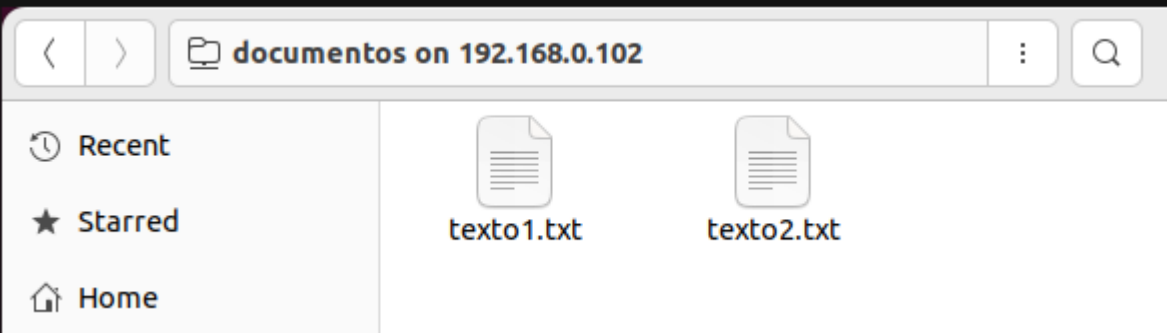 documentos on 192.168.0.102
Recent
Starred
Home
texto1.txt
texto2.txt